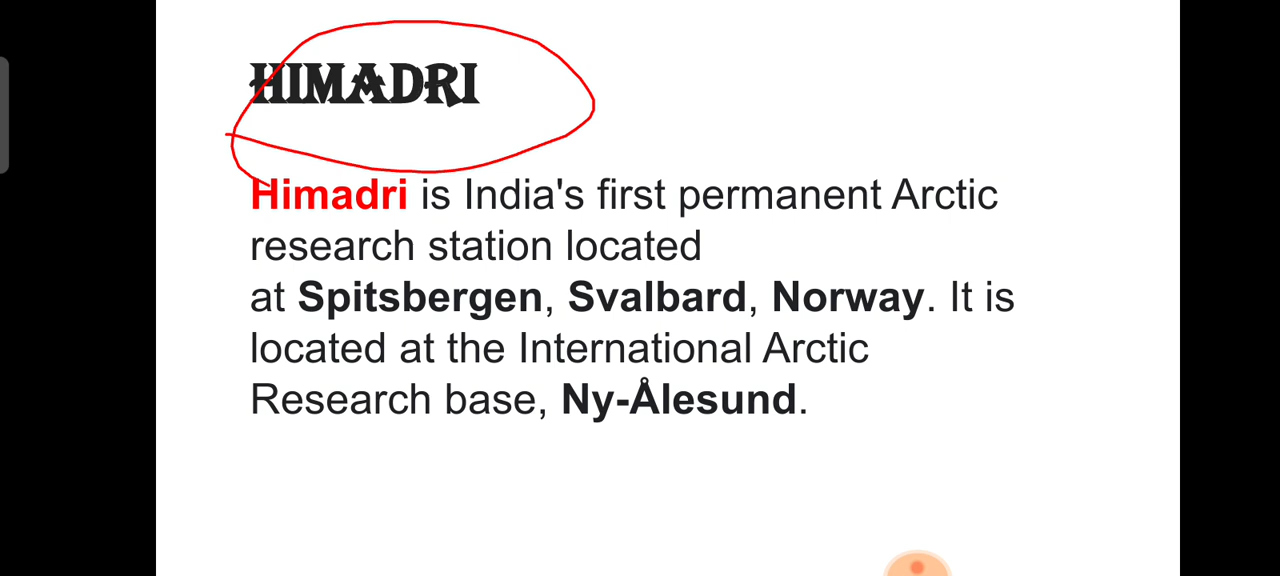 HIMADRI
Himadri is India's first permanent Arctic
research station located
at Spitsbergen, Svalbard, Norway. It is
located at the International Arctic
Research base, Ny-Ålesund.